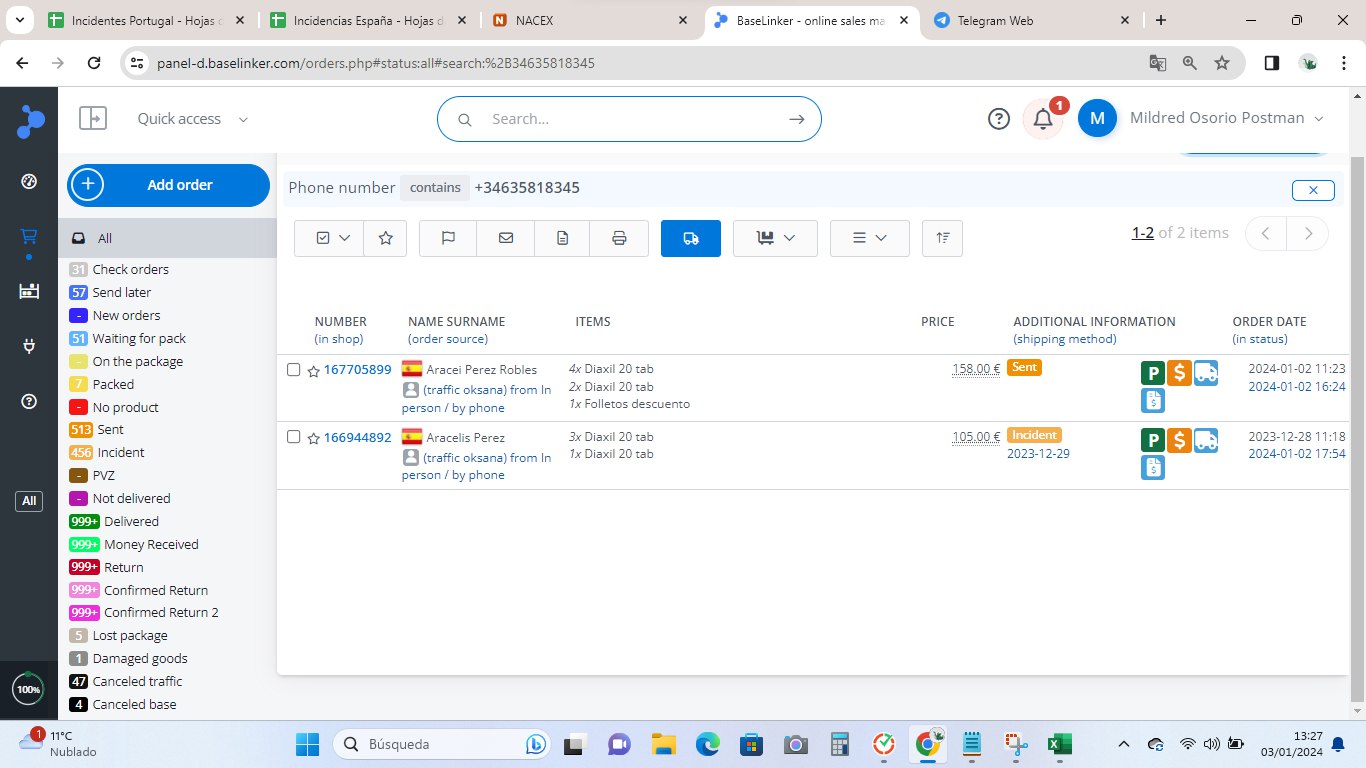 Incidentes Portugal - Hojas d
Incidencias España - Hojas d
NACEX
BaseLinker - online sales ma
Telegram Web
panel-d.baselinker.com/orders.php#status:all#search:%2B34635818345
Quick access
Search...
1
M
Mildred Osorio Postman
Add order
All
31 Check orders
57 Send later
- New orders
51 Waiting for pack
- On the package
7 Packed
- No product
513 Sent
456 Incident
- PVZ
- Not delivered
999+ Delivered
999+ Money Received
999+ Return
999+ Confirmed Return
999+ Confirmed Return 2
5 Lost package
1 Damaged goods
47 Canceled traffic
4 Canceled base
All
100%
Phone number contains +34635818345
1-2 of 2 items
NUMBER NAME SURNAME ITEMS PRICE ADDITIONAL INFORMATION ORDER DATE
(in shop) (order source) (shipping method) (in status)
167705899 Aracei Perez Robles 4x Diaxil 20 tab 158.00 € Sent P $ 2024-01-02 11:23
(traffic oksana) from In 2x Diaxil 20 tab 2024-01-02 16:24
person / by phone 1x Folletos descuento $
166944892 Aracelis Perez 3x Diaxil 20 tab 105.00 € Incident P $ 2023-12-28 11:18
(traffic oksana) from In 1x Diaxil 20 tab 2023-12-29 2024-01-02 17:54
person / by phone $
1
11°C
Nublado
Búsqueda
13:27
03/01/2024